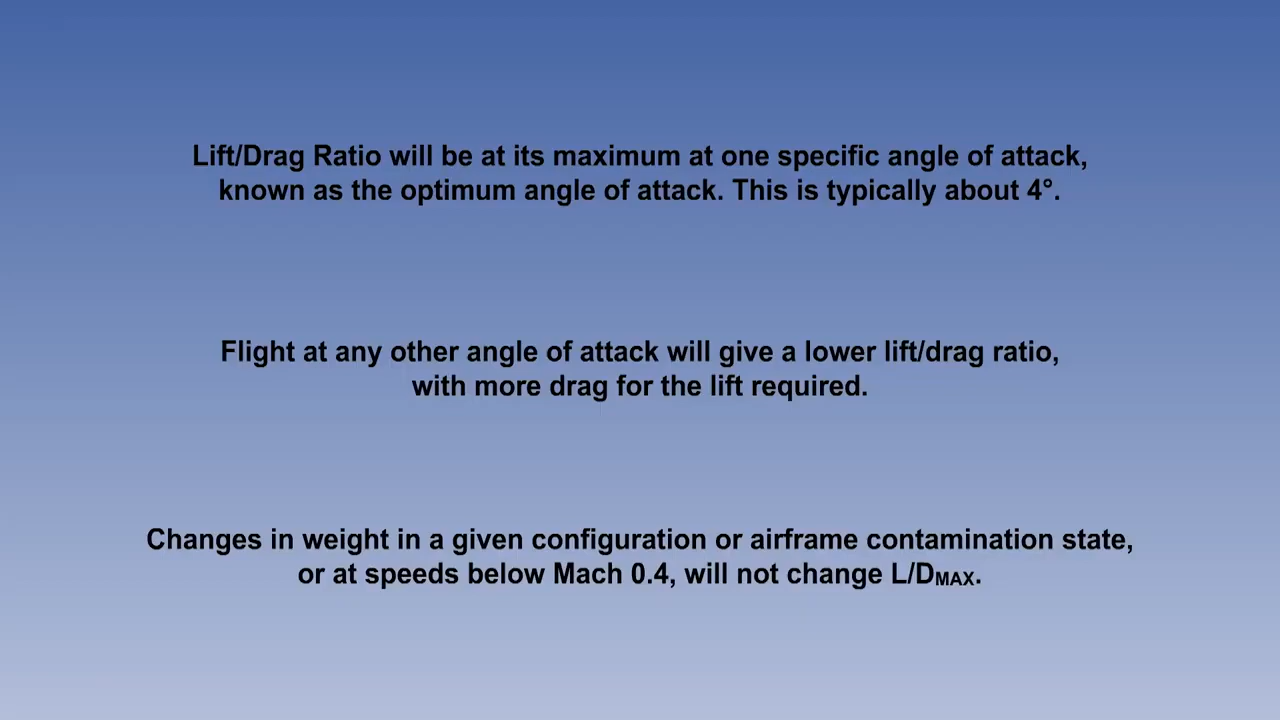 Lift/Drag Ratio will be at its maximum at one specific angle of attack,
known as the optimum angle of attack. This is typically about 4°.
Flight at any other angle of attack will give a lower lift/drag ratio,
with more drag for the lift required.
Changes in weight in a given configuration or airframe contamination state,
or at speeds below Mach 0.4, will not change L/DMAX.